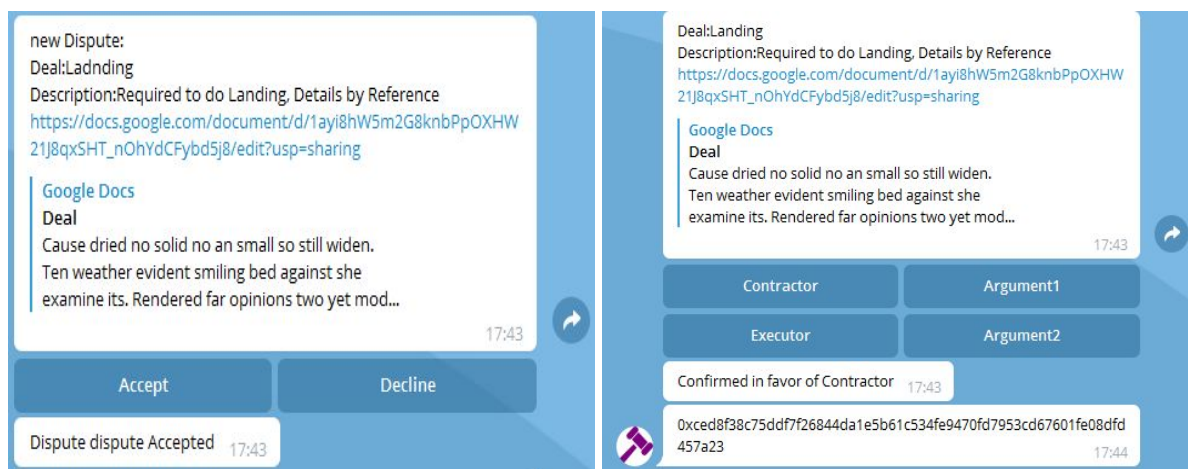 new Dispute:
Deal:Ladnding
Description:Required to do Landing, Details by Reference
https://docs.google.com/document/d/1ayi8hW5m2G8knbPpOXHW
21J8qxSHT_nOhYdCFybd5j8/edit?usp=sharing
Google Docs
Deal
Cause dried no solid no an small so still widen.
Ten weather evident smiling bed against she
examine its. Rendered far opinions two yet mod...
17:43
Accept
Decline
Dispute dispute Accepted 17:43
Deal:Landing
Description:Required to do Landing, Details by Reference
https://docs.google.com/document/d/1ayi8hW5m2G8knbPpOXHW
21J8qxSHT_nOhYdCFybd5j8/edit?usp=sharing
Google Docs
Deal
Cause dried no solid no an small so still widen.
Ten weather evident smiling bed against she
examine its. Rendered far opinions two yet mod...
17:43
Contractor
Argument1
Executor
Argument2
Confirmed in favor of Contractor 17:43
0xced8f38c75ddf7f26844da1e5b61c534fe9470fd7953cd67601fe08dfd
457a23
17:44